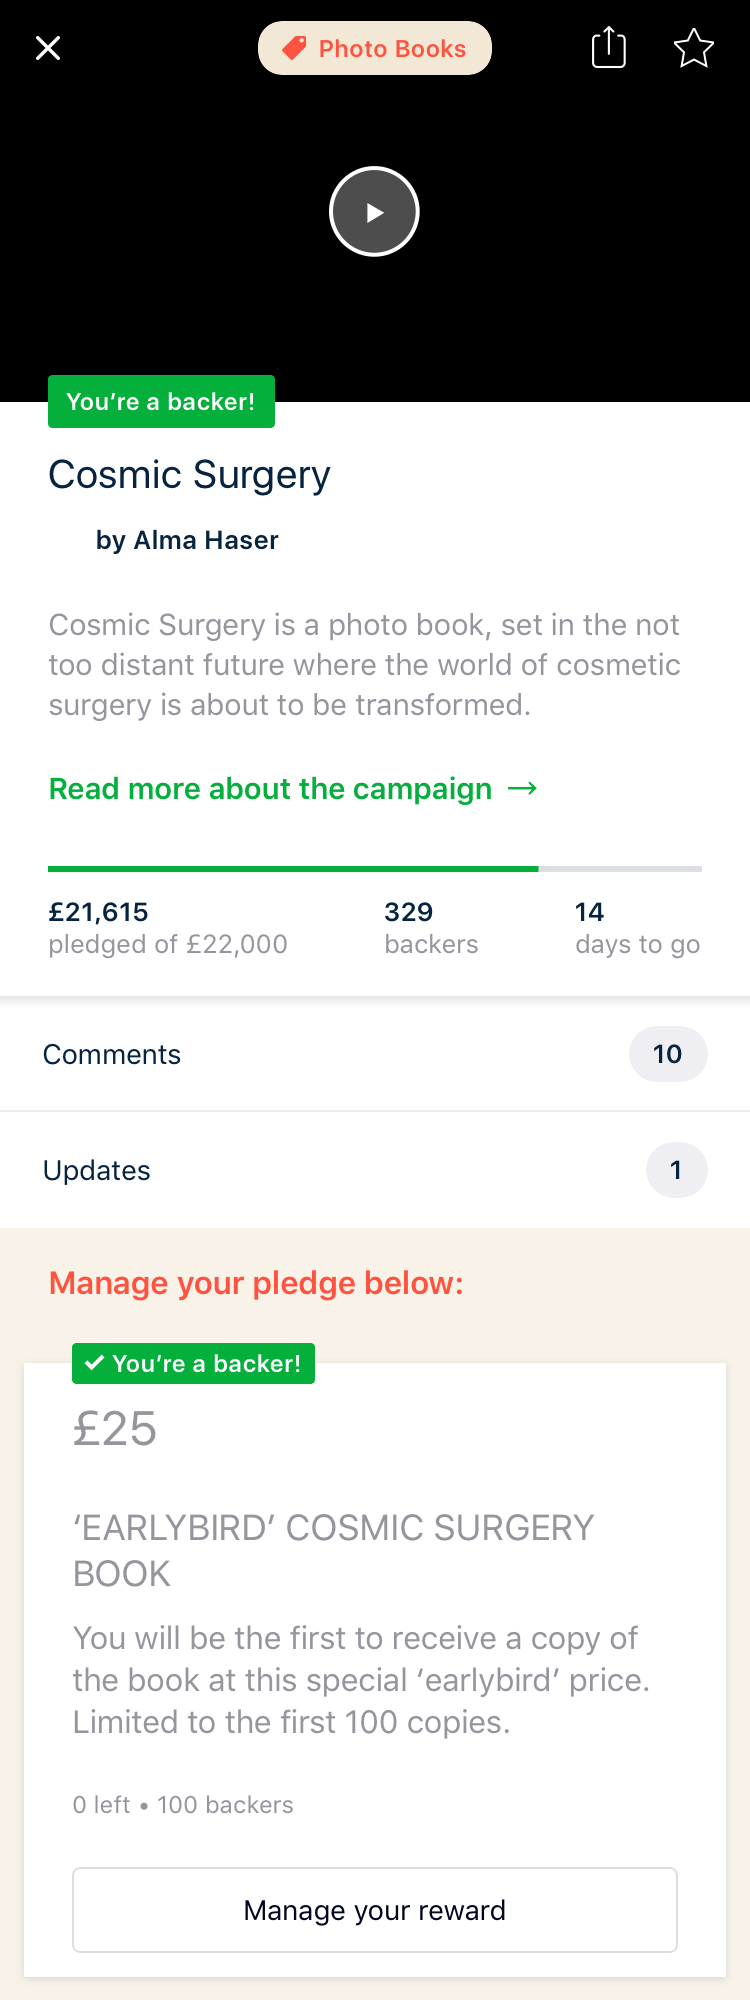 Photo Books
You're a backer!
Cosmic Surgery
by Alma Haser
Cosmic Surgery is a photo book, set in the not
too distant future where the world of cosmetic
surgery is about to be transformed.
Read more about the campaign →
£21,615
pledged of £22,000
329
backers
14
days to go
Comments
10
Updates
1
Manage your pledge below:
You're a backer!
£25
‘EARLYBIRD’ COSMIC SURGERY
BOOK
You will be the first to receive a copy of
the book at this special ‘earlybird’ price.
Limited to the first 100 copies.
0 left • 100 backers
Manage your reward